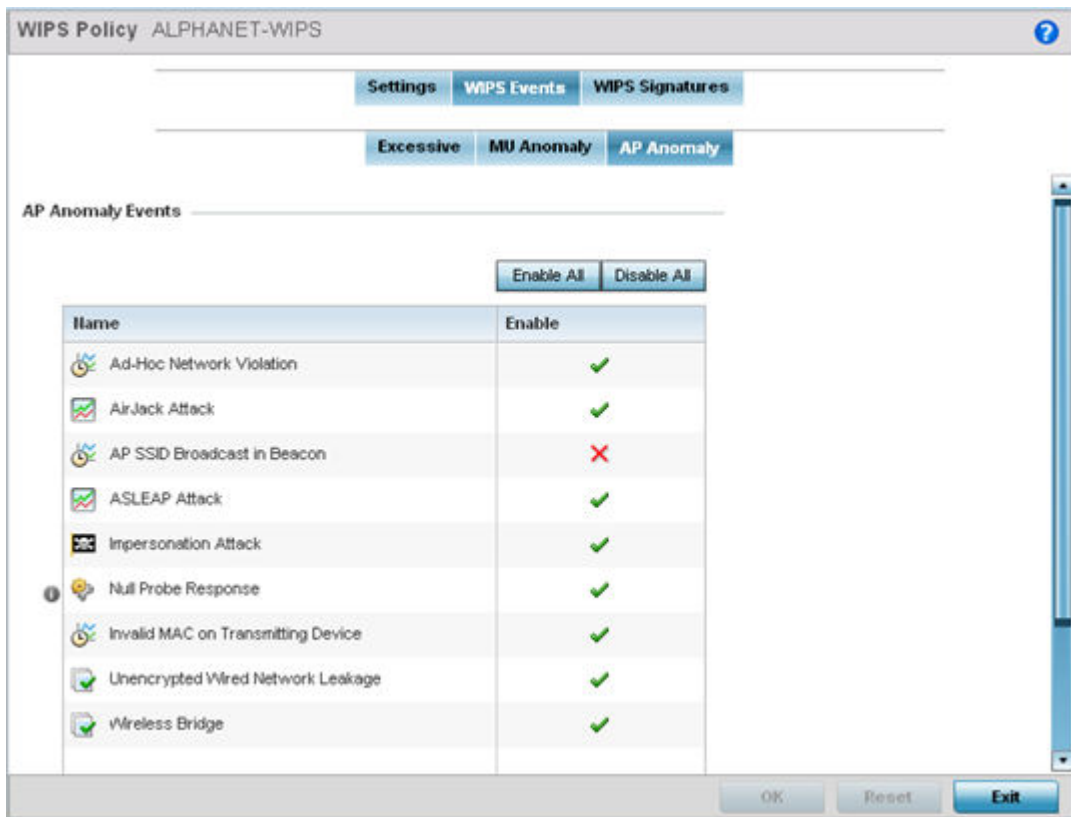 WIPS Policy ALPHANET-WIPS
?
Settings WIPS Events WIPS Signatures
Excessive MU Anomaly AP Anomaly
AP Anomaly Events
Enable All Disable All
Name Enable
Ad-Hoc Network Violation
AirJack Attack
AP SSID Broadcast in Beacon
ASLEAP Attack
Impersonation Attack
Null Probe Response
Invalid MAC on Transmitting Device
Unencrypted Wired Network Leakage
Wireless Bridge
OK Reset Exit